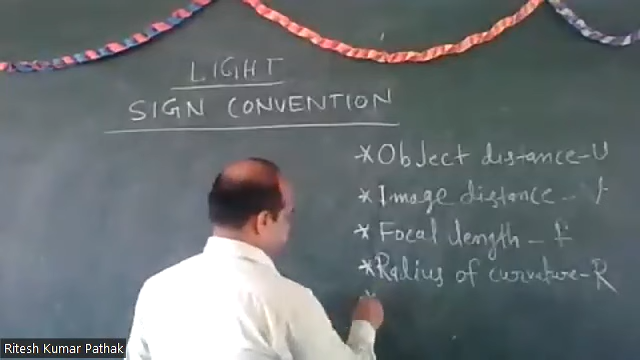 LIGHT
SIGN CONVENTION
*Object distance-U
*Image distance -
*Focal length - f
*Radius of curvature-R
*
Ritesh Kumar Pathak